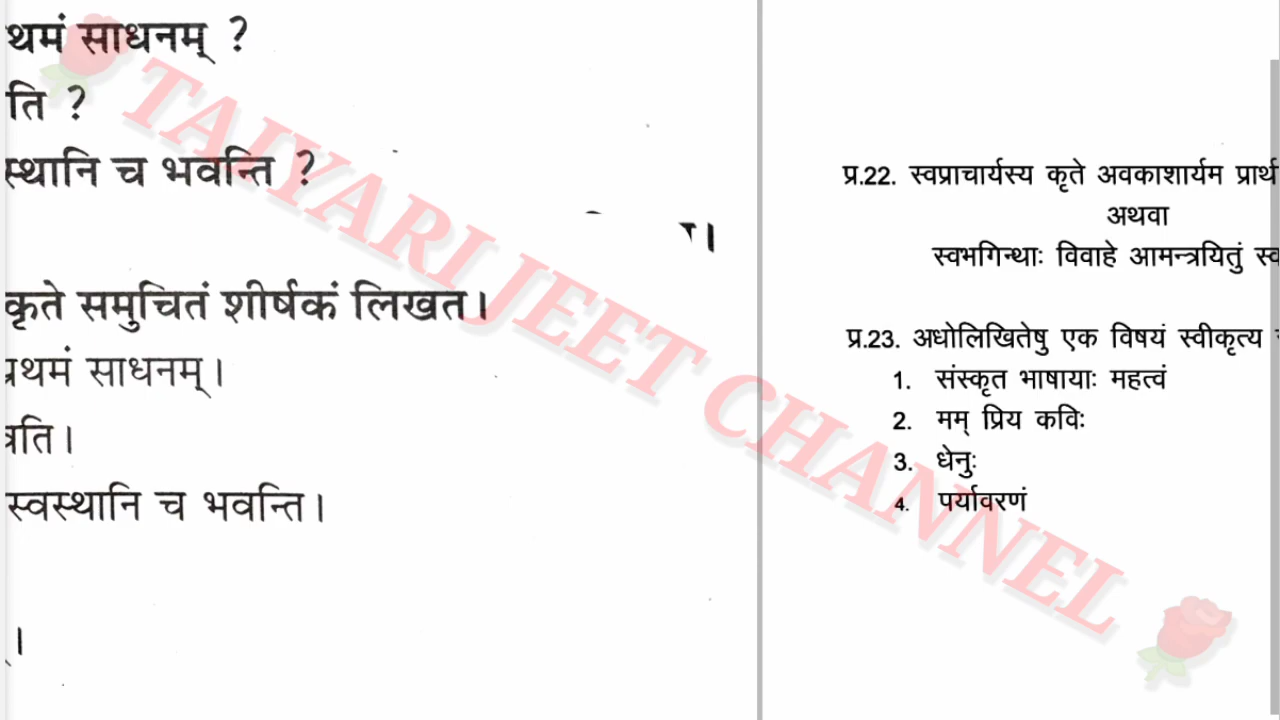 थमं साधनम् ?
ति ?
स्थानि च भवन्ति ?
कृते समुचितं शीर्षकं लिखत।
प्रथमं साधनम्।
स्वस्थानि च भवन्ति।
प्र.22. स्वप्राचार्यस्य कृते अवकाशार्यम प्रार्थ
अथवा
स्वभगिन्थाः विवाहे आमन्त्रयितुं स्व
प्र.23. अधोलिखितेषु एक विषयं स्वीकृत्य
1. संस्कृत भाषायाः महत्वं
2. मम् प्रिय कविः
3. धेनुः
4. पर्यावरणं
TAIYARI JEET CHANNEL